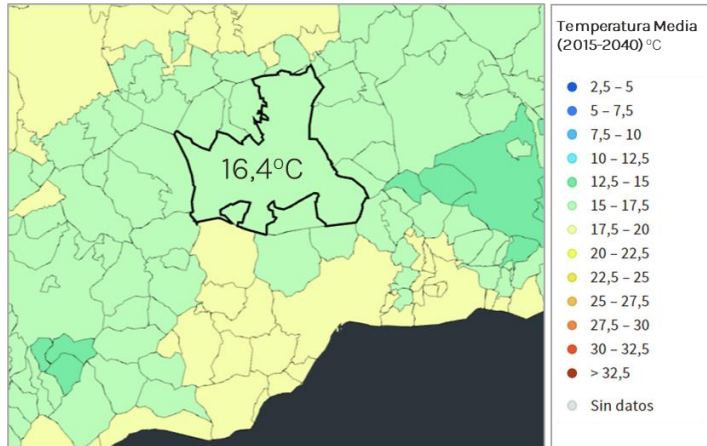 16,4ºC
Temperatura Media
(2015-2040) ºC
2,5 – 5
5 – 7,5
7,5 – 10
10 – 12,5
12,5 – 15
15 – 17,5
17,5 – 20
20 – 22,5
22,5 – 25
25 – 27,5
27,5 – 30
30 – 32,5
> 32,5
Sin datos